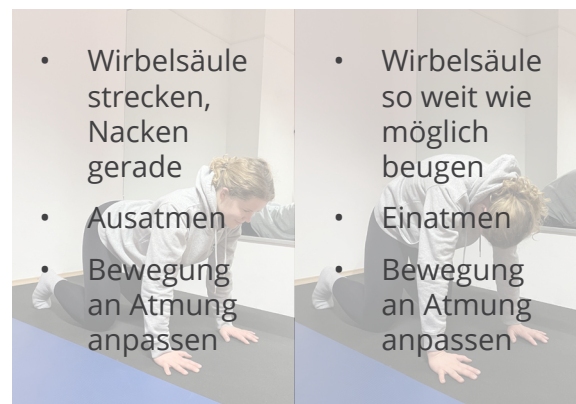 • Wirbelsäule
strecken,
Nacken
gerade
• Ausatmen
• Bewegung
an Atmung
anpassen
• Wirbelsäule
so weit wie
möglich
beugen
• Einatmen
• Bewegung
an Atmung
anpassen